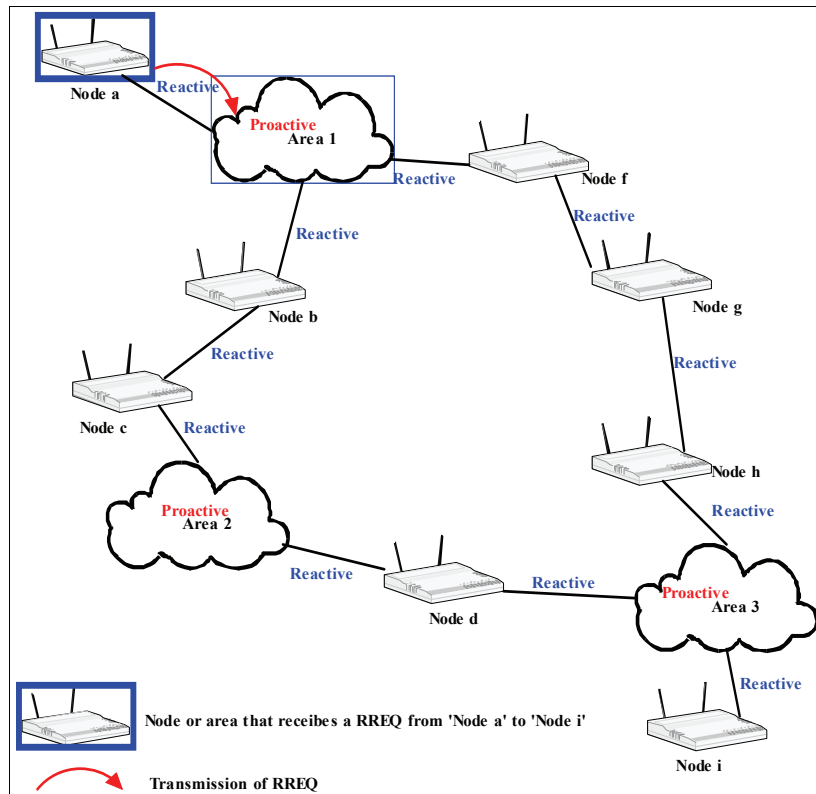 Reactive
Node a
Proactive
Area 1
Reactive
Node f
Reactive
Reactive
Node b
Node g
Reactive
Reactive
Node c
Reactive
Node h
Proactive
Area 2
Reactive
Reactive
Node d
Reactive
Proactive
Area 3
Reactive
Node or area that receibes a RREQ from 'Node a' to 'Node i'
Node i
Transmission of RREQ